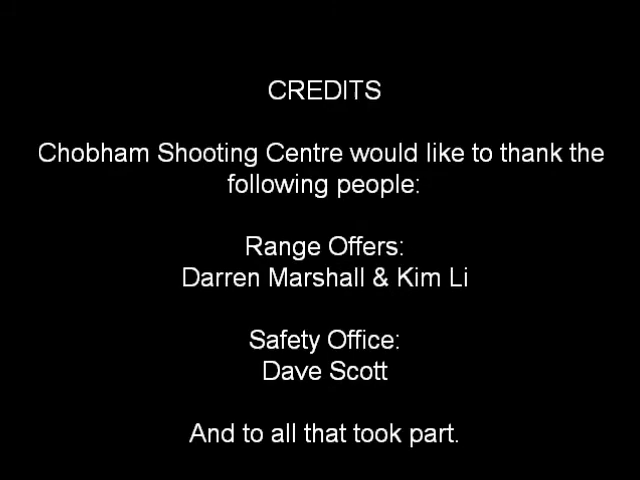 CREDITS
Chobham Shooting Centre would like to thank the
following people:
Range Offers:
Darren Marshall & Kim Li
Safety Office:
Dave Scott
And to all that took part.